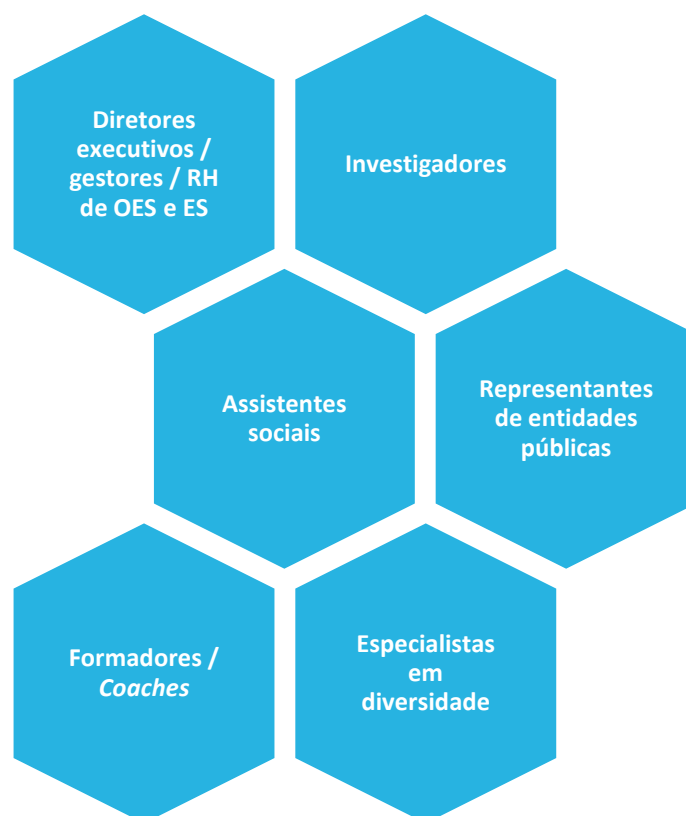 Diretores
executivos /
gestores / RH
de OES e ES
Investigadores
Assistentes
sociais
Representantes
de entidades
públicas
Formadores /
Coaches
Especialistas
em
diversidade